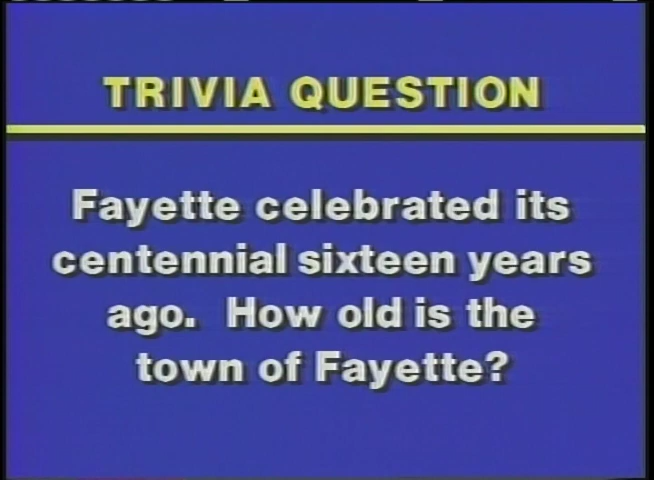 TRIVIA QUESTION
Fayette celebrated its
centennial sixteen years
ago. How old is the
town of Fayette?